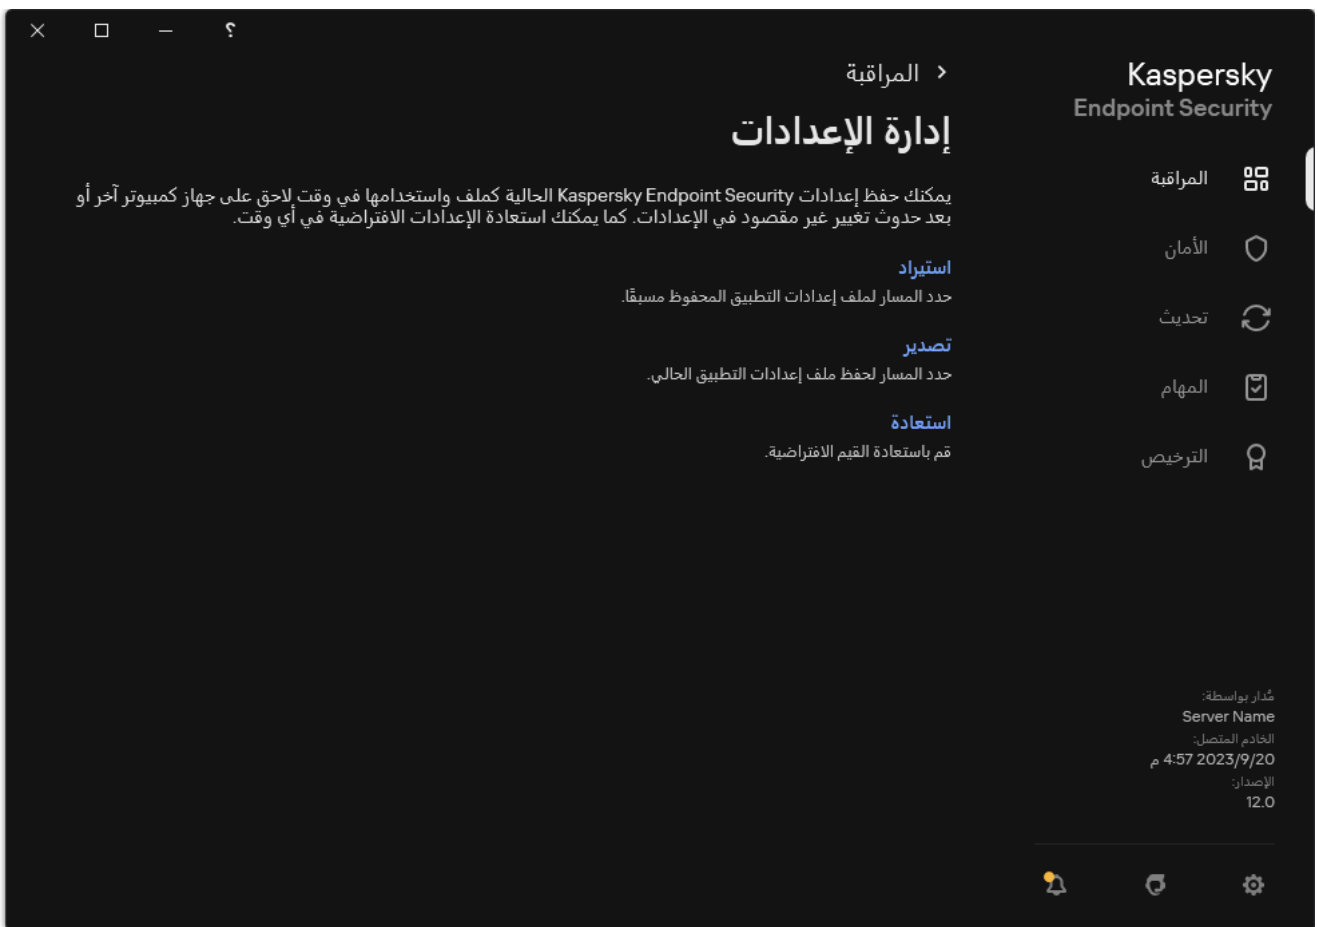 ؟
Kaspersky
Endpoint Security
المراقبة
الأمان
تحديث
المهام
الترخيص
مُدار بواسطة:
Server Name
الخادم المتصل:
2023/9/20 4:57 م
الإصدار:
12.0
المراقبة
إدارة الإعدادات
يمكنك حفظ إعدادات Kaspersky Endpoint Security الحالية كملف واستخدامها في وقت لاحق على جهاز كمبيوتر آخر أو
بعد حدوث تغيير غير مقصود في الإعدادات. كما يمكنك استعادة الإعدادات الافتراضية في أي وقت.
استيراد
حدد المسار لملف إعدادات التطبيق المحفوظ مسبقًا.
تصدير
حدد المسار لحفظ ملف إعدادات التطبيق الحالي.
استعادة
قم باستعادة القيم الافتراضية.